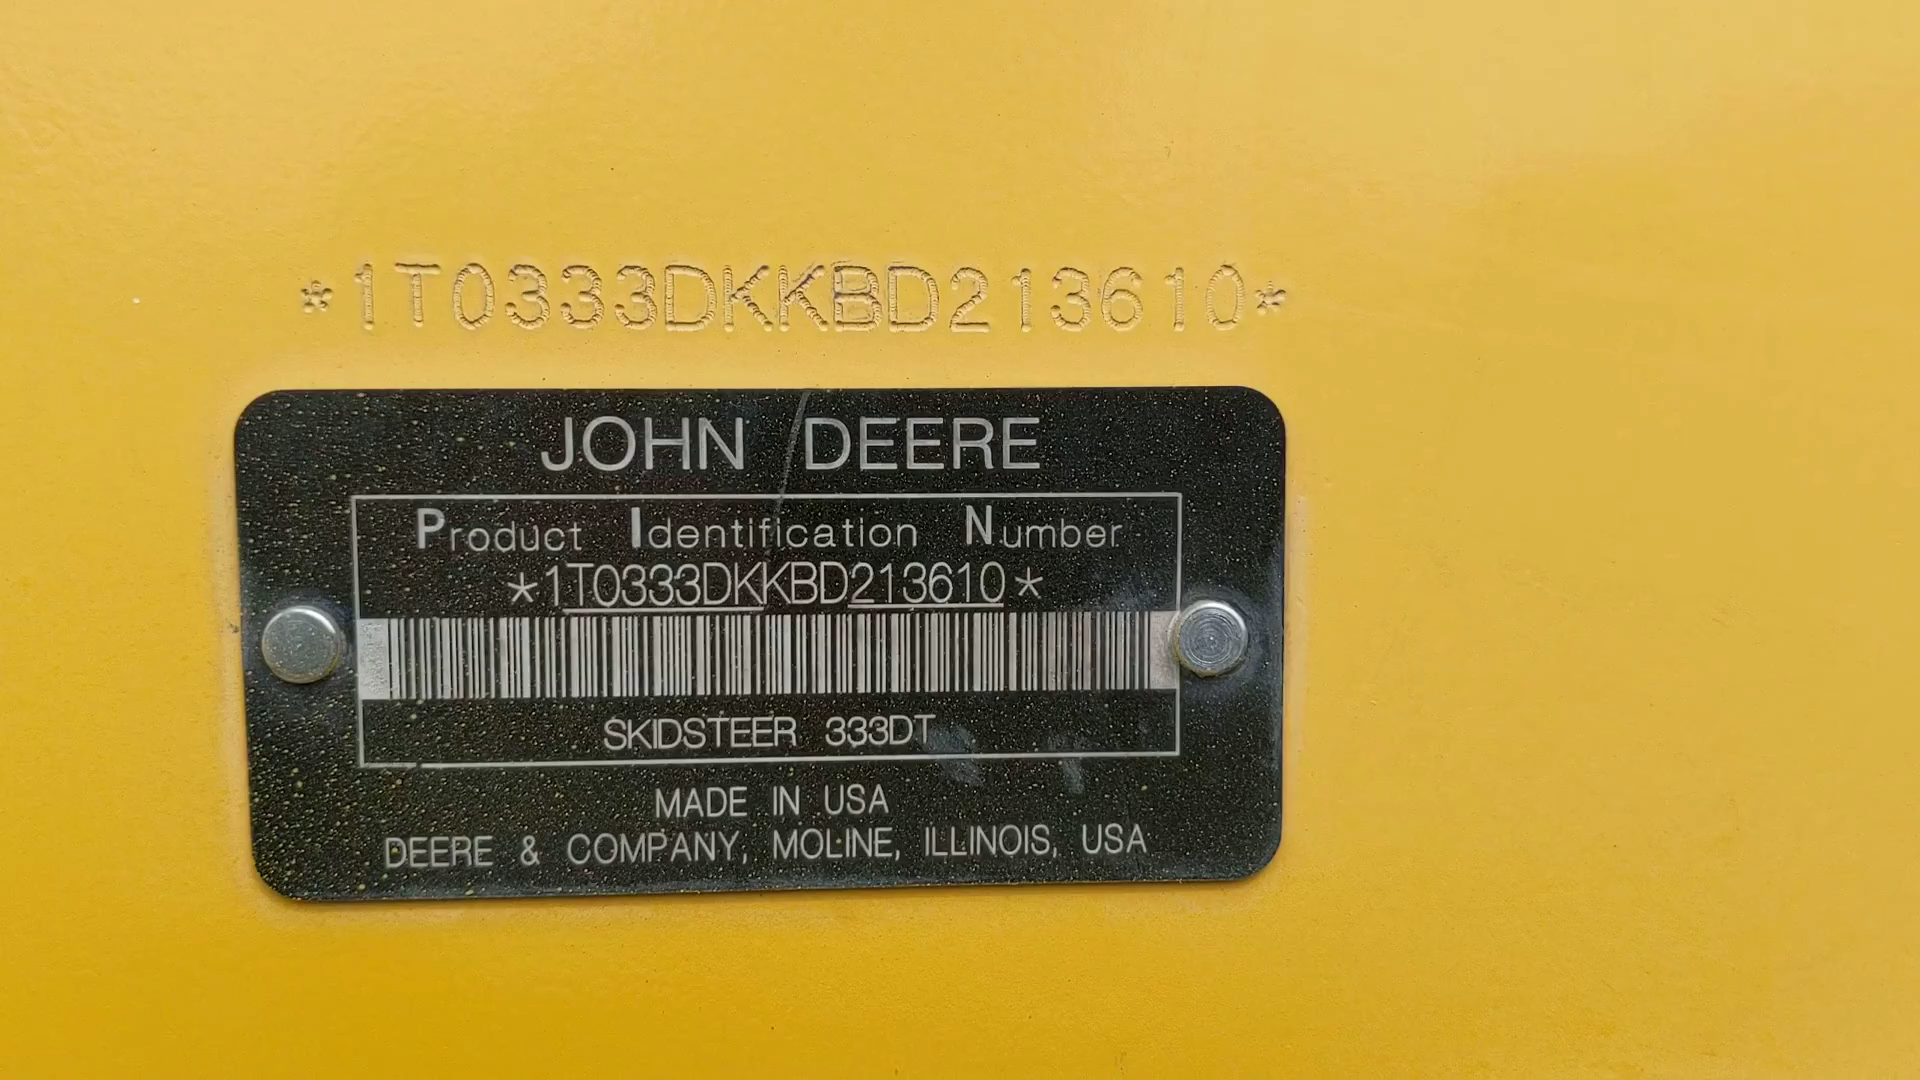 *1T0333DKKBD213610*
JOHN DEERE
Product Identification Number
*1T0333DKKBD213610*
SKIDSTEER 333DT
MADE IN USA
DEERE & COMPANY, MOLINE, ILLINOIS, USA